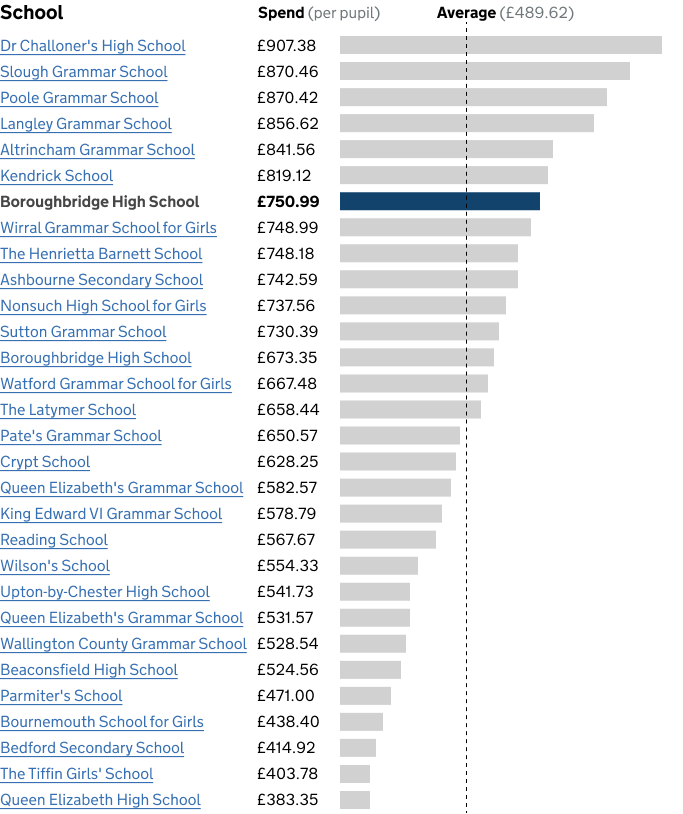 School Spend (per pupil) Average (£489.62)
Dr Challoner's High School £907.38
Slough Grammar School £870.46
Poole Grammar School £870.42
Langley Grammar School £856.62
Altrincham Grammar School £841.56
Kendrick School £819.12
Boroughbridge High School £750.99
Wirral Grammar School for Girls £748.99
The Henrietta Barnett School £748.18
Ashbourne Secondary School £742.59
Nonsuch High School for Girls £737.56
Sutton Grammar School £730.39
Boroughbridge High School £673.35
Watford Grammar School for Girls £667.48
The Latymer School £658.44
Pate's Grammar School £650.57
Crypt School £628.25
Queen Elizabeth's Grammar School £582.57
King Edward VI Grammar School £578.79
Reading School £567.67
Wilson's School £554.33
Upton-by-Chester High School £541.73
Queen Elizabeth's Grammar School £531.57
Wallington County Grammar School £528.54
Beaconsfield High School £524.56
Parmiter's School £471.00
Bournemouth School for Girls £438.40
Bedford Secondary School £414.92
The Tiffin Girls' School £403.78
Queen Elizabeth High School £383.35